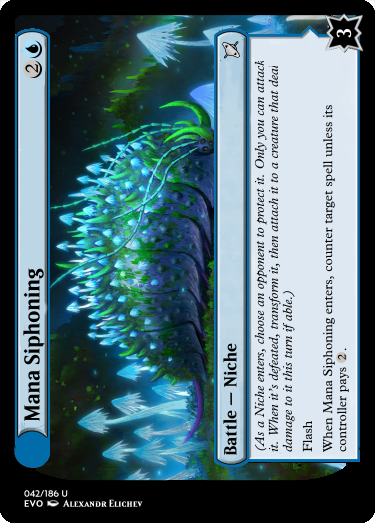 Mana Siphoning
2
Battle — Niche
3
(As a Niche enters, choose an opponent to protect it. Only you can attack
it. When it's defeated, transform it, then attach it to a creature that deal
damage to it this turn if able.)
Flash
When Mana Siphoning enters, counter target spell unless its
controller pays 2.
042/186 U
EVO Alexandr Elichev